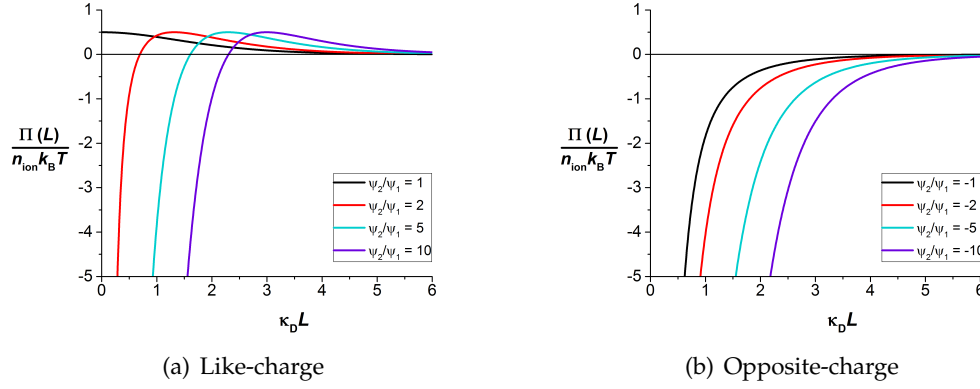 1
0
-1
-2
-3
-4
-5
Π (L)
n_ion k_B T
ψ₂/ψ₁ = 1
ψ₂/ψ₁ = 2
ψ₂/ψ₁ = 5
ψ₂/ψ₁ = 10
0 1 2 3 4 5 6
κ_D L
(a) Like-charge
1
0
-1
-2
-3
-4
-5
Π (L)
n_ion k_B T
ψ₂/ψ₁ = -1
ψ₂/ψ₁ = -2
ψ₂/ψ₁ = -5
ψ₂/ψ₁ = -10
0 1 2 3 4 5 6
κ_D L
(b) Opposite-charge